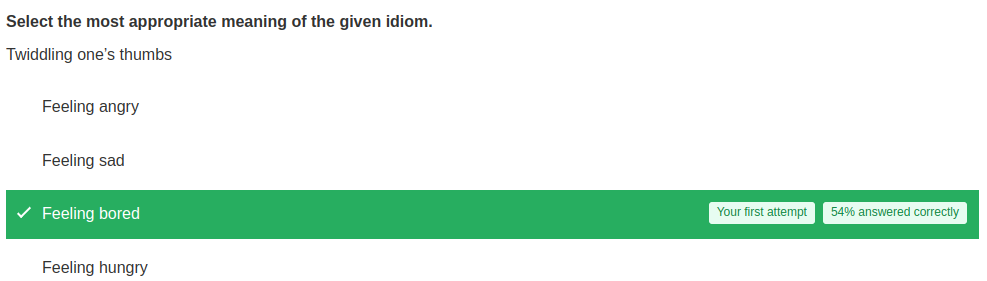 Select the most appropriate meaning of the given idiom.
Twiddling one’s thumbs
Feeling angry
Feeling sad
Feeling bored Your first attempt 54% answered correctly
Feeling hungry